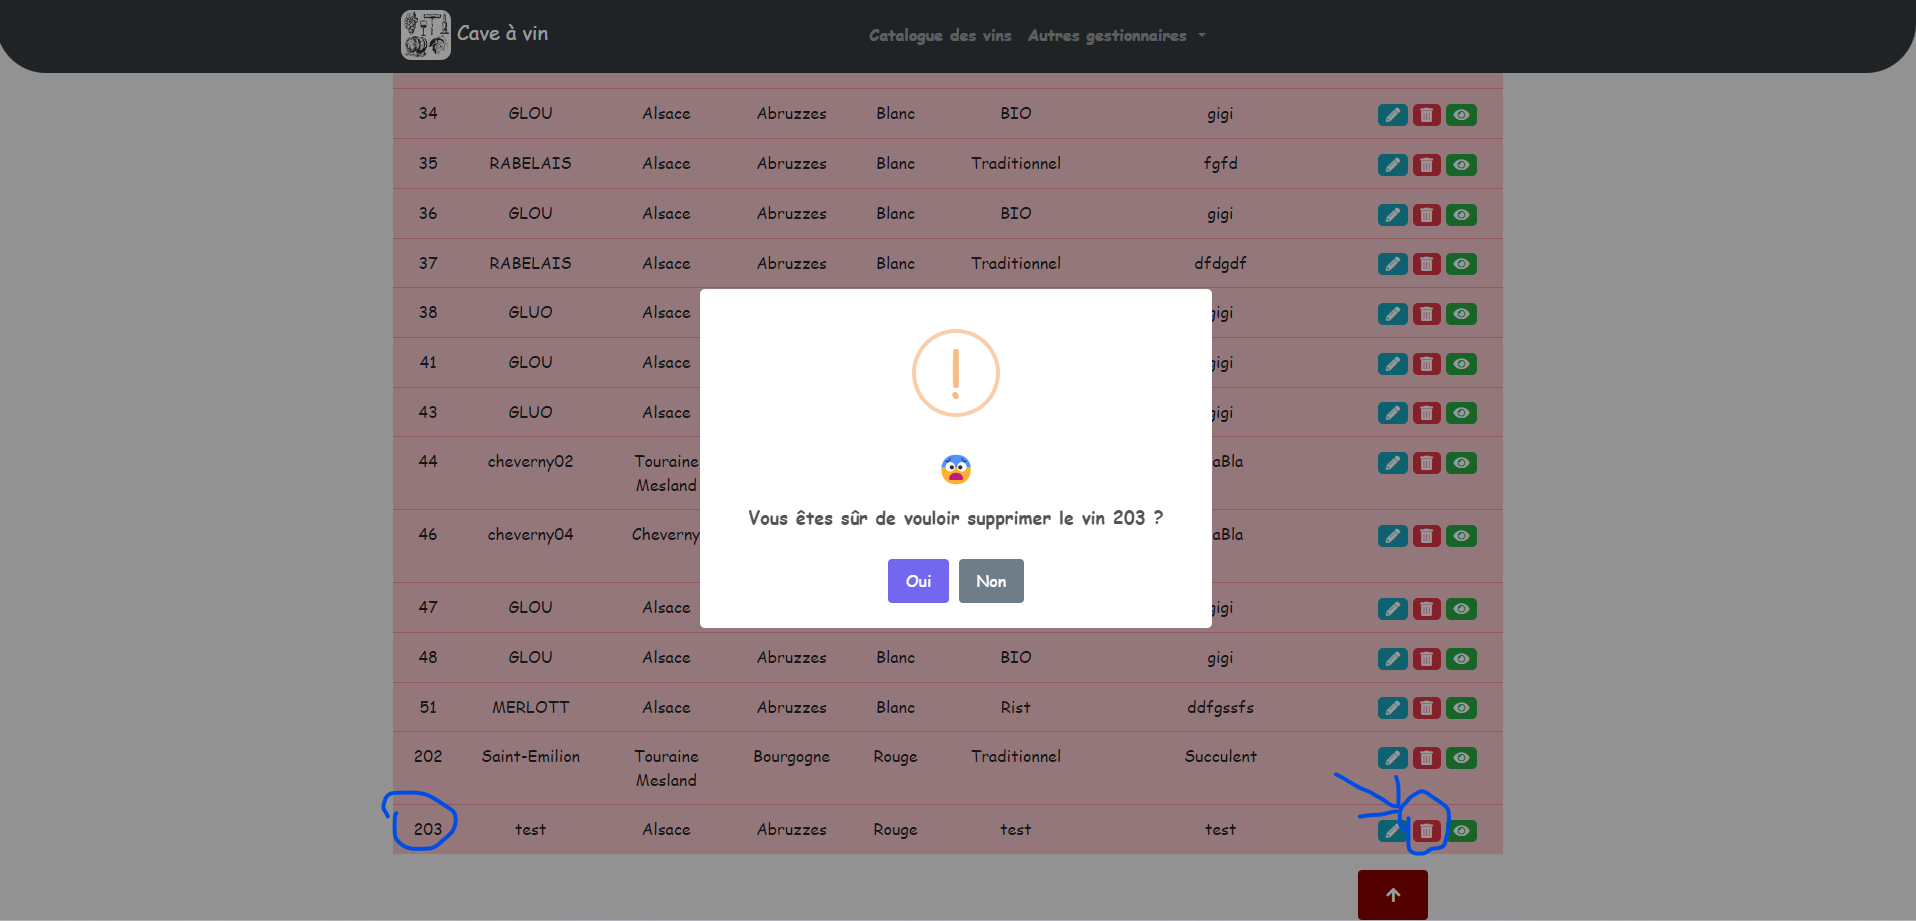 Cave à vin Catalogue des vins Autres gestionnaires
34 GLOU Alsace Abruzzes Blanc BIO gigi
35 RABELAIS Alsace Abruzzes Blanc Traditionnel fgfd
36 GLOU Alsace Abruzzes Blanc BIO gigi
37 RABELAIS Alsace Abruzzes Blanc Traditionnel dfdgdf
38 GLUO Alsace gigi
41 GLOU Alsace gigi
43 GLUO Alsace gigi
44 cheverny02 Touraine Mesland aBla
46 cheverny04 Cheverny aBla
Vous êtes sûr de vouloir supprimer le vin 203 ?
Oui Non
47 GLOU Alsace gigi
48 GLOU Alsace Abruzzes Blanc BIO gigi
51 MERLOTT Alsace Abruzzes Blanc Rist ddfgssfs
202 Saint-Emilion Touraine Mesland Bourgogne Rouge Traditionnel Succulent
203 test Alsace Abruzzes Rouge test test